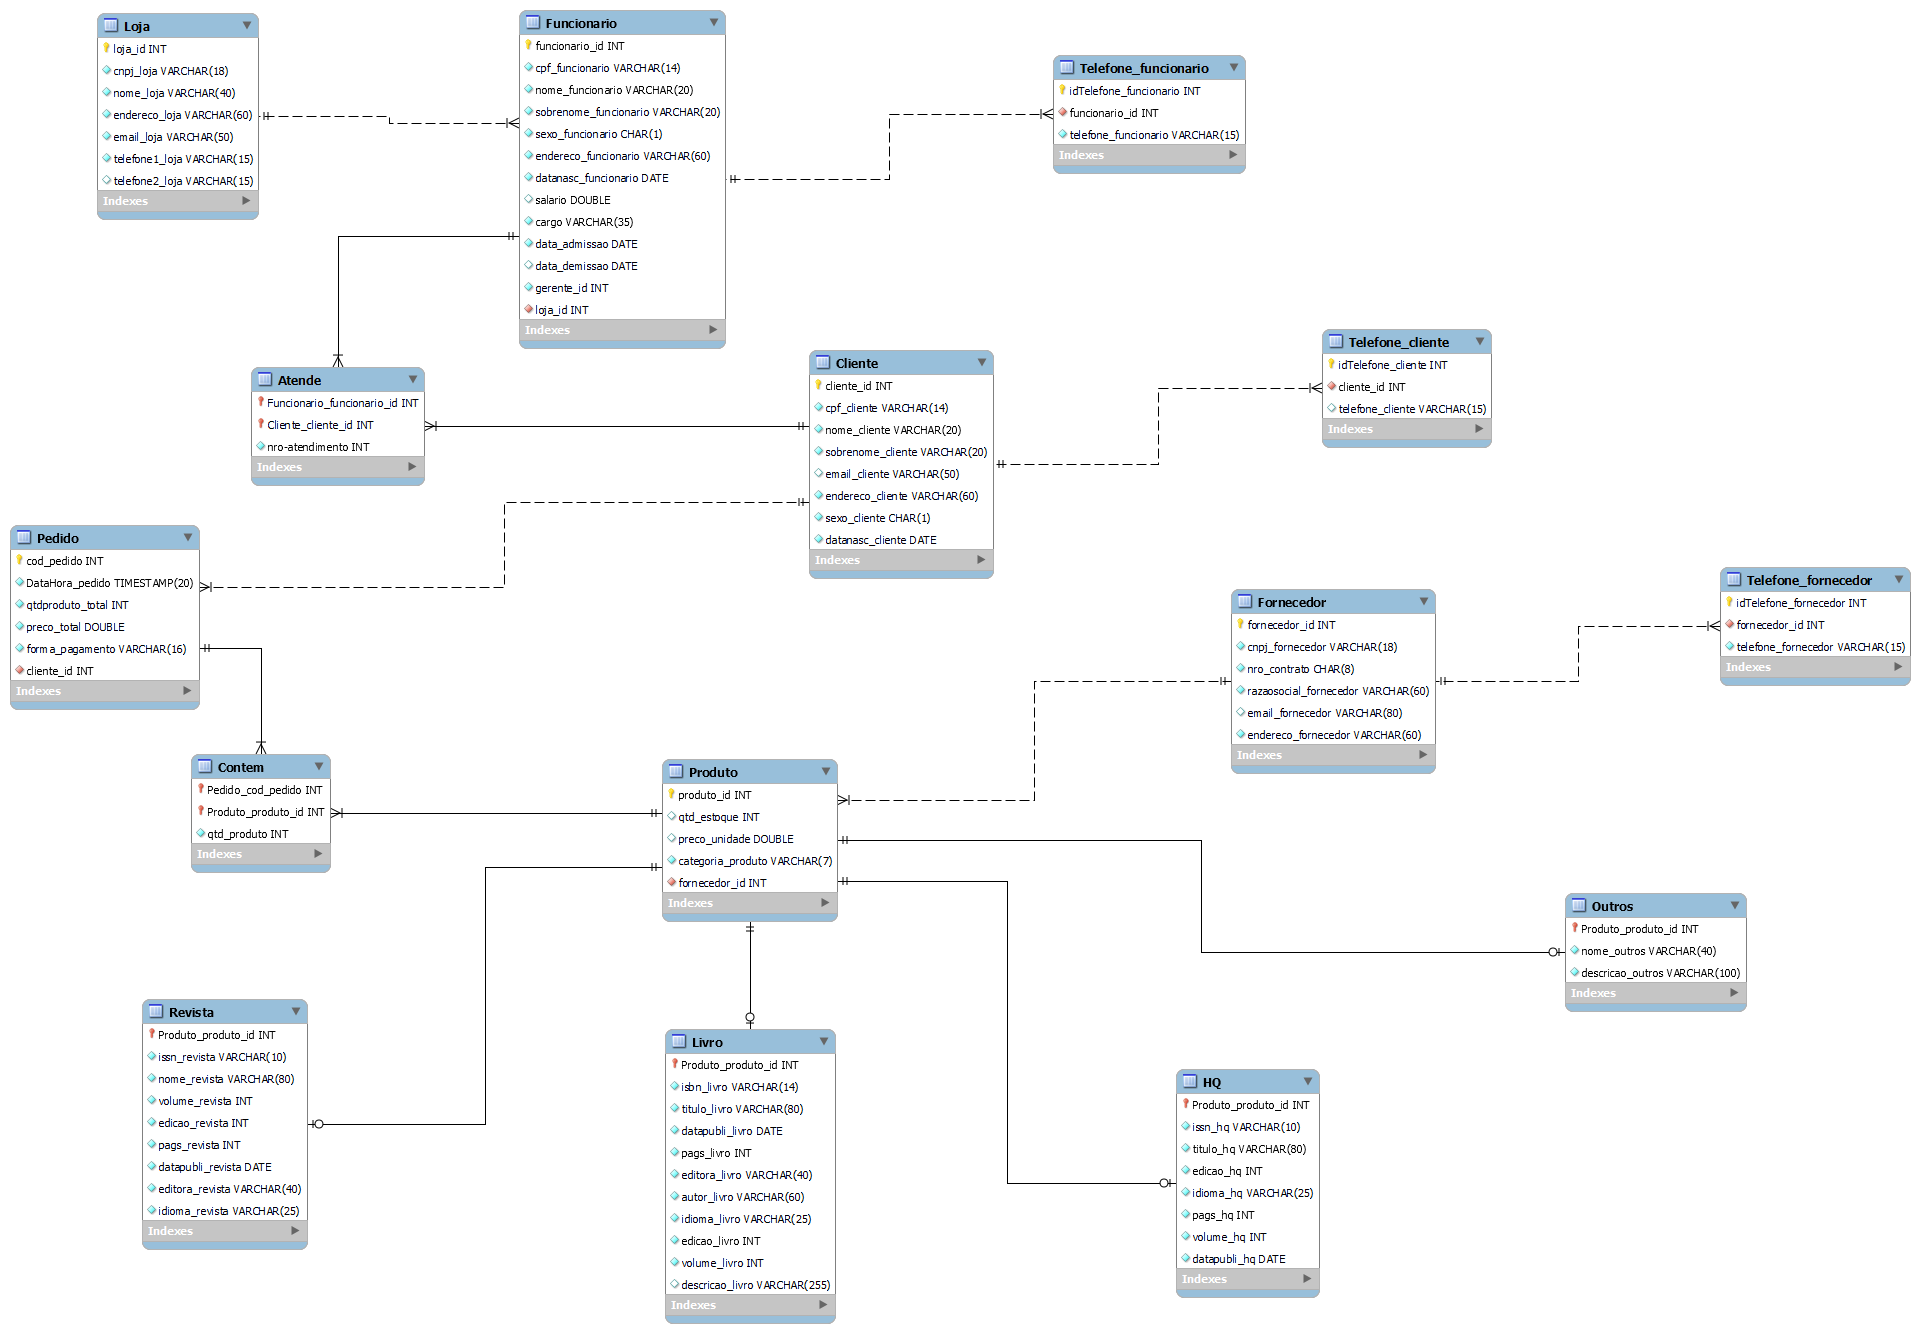 Loja
loja_id INT
cnpj_loja VARCHAR(18)
nome_loja VARCHAR(40)
endereco_loja VARCHAR(60)
email_loja VARCHAR(50)
telefone1_loja VARCHAR(15)
telefone2_loja VARCHAR(15)
Indexes
Funcionario
funcionario_id INT
cpf_funcionario VARCHAR(14)
nome_funcionario VARCHAR(20)
sobrenome_funcionario VARCHAR(20)
sexo_funcionario CHAR(1)
endereco_funcionario VARCHAR(60)
datanasc_funcionario DATE
salario DOUBLE
cargo VARCHAR(35)
data_admissao DATE
data_demissao DATE
gerente_id INT
loja_id INT
Indexes
Telefone_funcionario
idTelefone_funcionario INT
funcionario_id INT
telefone_funcionario VARCHAR(15)
Indexes
Atende
Funcionario_funcionario_id INT
Cliente_cliente_id INT
nro-atendimento INT
Indexes
Cliente
cliente_id INT
cpf_cliente VARCHAR(14)
nome_cliente VARCHAR(20)
sobrenome_cliente VARCHAR(20)
email_cliente VARCHAR(50)
endereco_cliente VARCHAR(60)
sexo_cliente CHAR(1)
datanasc_cliente DATE
Indexes
Telefone_cliente
idTelefone_cliente INT
cliente_id INT
telefone_cliente VARCHAR(15)
Indexes
Pedido
cod_pedido INT
DataHora_pedido TIMESTAMP(20)
qtdproduto_total INT
preco_total DOUBLE
forma_pagamento VARCHAR(16)
cliente_id INT
Indexes
Fornecedor
fornecedor_id INT
cnpj_fornecedor VARCHAR(18)
nro_contrato CHAR(8)
razaosocial_fornecedor VARCHAR(60)
email_fornecedor VARCHAR(80)
endereco_fornecedor VARCHAR(60)
Indexes
Telefone_fornecedor
idTelefone_fornecedor INT
fornecedor_id INT
telefone_fornecedor VARCHAR(15)
Indexes
Contem
Pedido_cod_pedido INT
Produto_produto_id INT
qtd_produto INT
Indexes
Produto
produto_id INT
qtd_estoque INT
preco_unidade DOUBLE
categoria_produto VARCHAR(7)
fornecedor_id INT
Indexes
Outros
Produto_produto_id INT
nome_outros VARCHAR(40)
descricao_outros VARCHAR(100)
Indexes
Revista
Produto_produto_id INT
issn_revista VARCHAR(10)
nome_revista VARCHAR(80)
volume_revista INT
edicao_revista INT
pags_revista INT
datapubli_revista DATE
editora_revista VARCHAR(40)
idioma_revista VARCHAR(25)
Indexes
Livro
Produto_produto_id INT
isbn_livro VARCHAR(14)
titulo_livro VARCHAR(80)
datapubli_livro DATE
pags_livro INT
editora_livro VARCHAR(40)
autor_livro VARCHAR(60)
idioma_livro VARCHAR(25)
edicao_livro INT
volume_livro INT
descricao_livro VARCHAR(255)
Indexes
HQ
Produto_produto_id INT
issn_hq VARCHAR(10)
titulo_hq VARCHAR(80)
edicao_hq INT
idioma_hq VARCHAR(25)
pags_hq INT
volume_hq INT
datapubli_hq DATE
Indexes